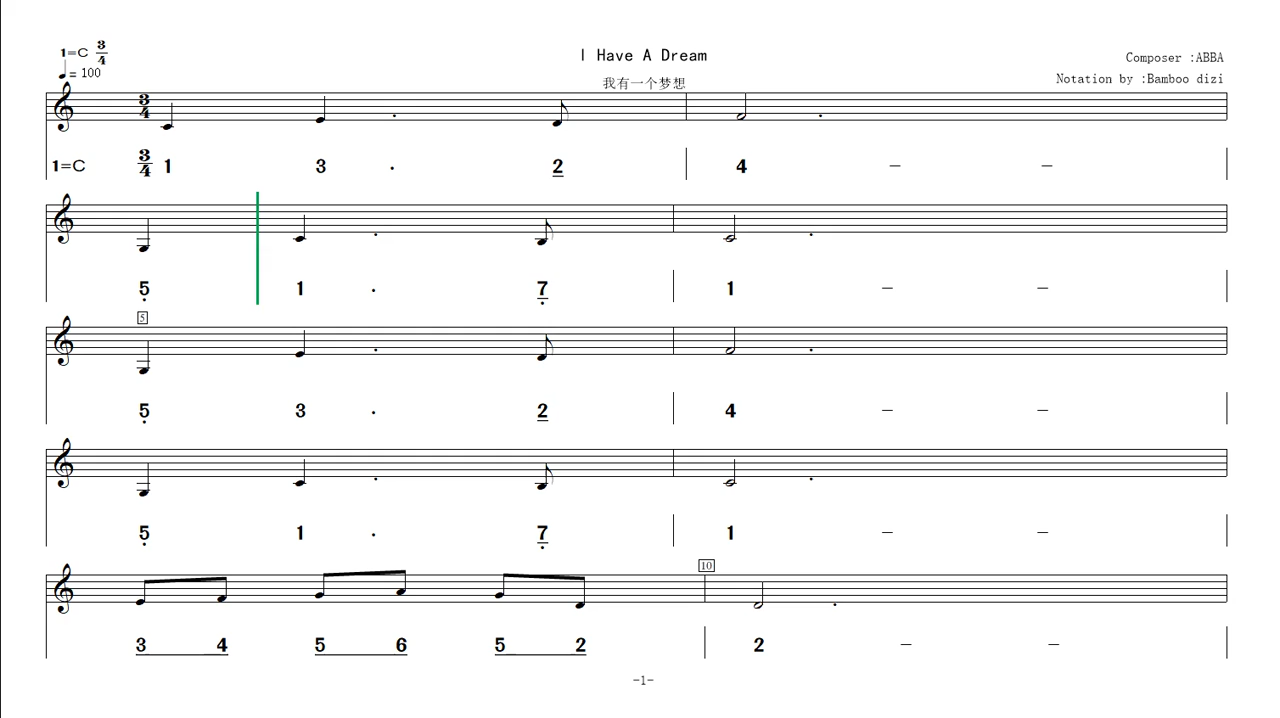 I Have A Dream
1=C 3/4
Composer :ABBA
♩= 100
Notation by :Bamboo dizi
我有一个梦想
1=C 3/4 1 3 · 2 | 4 – – |
5 1 · 7 | 1 – – |
5
5 3 · 2 | 4 – – |
5 1 · 7 | 1 – – |
10
3 4 5 6 5 2 | 2 – – |
-1-